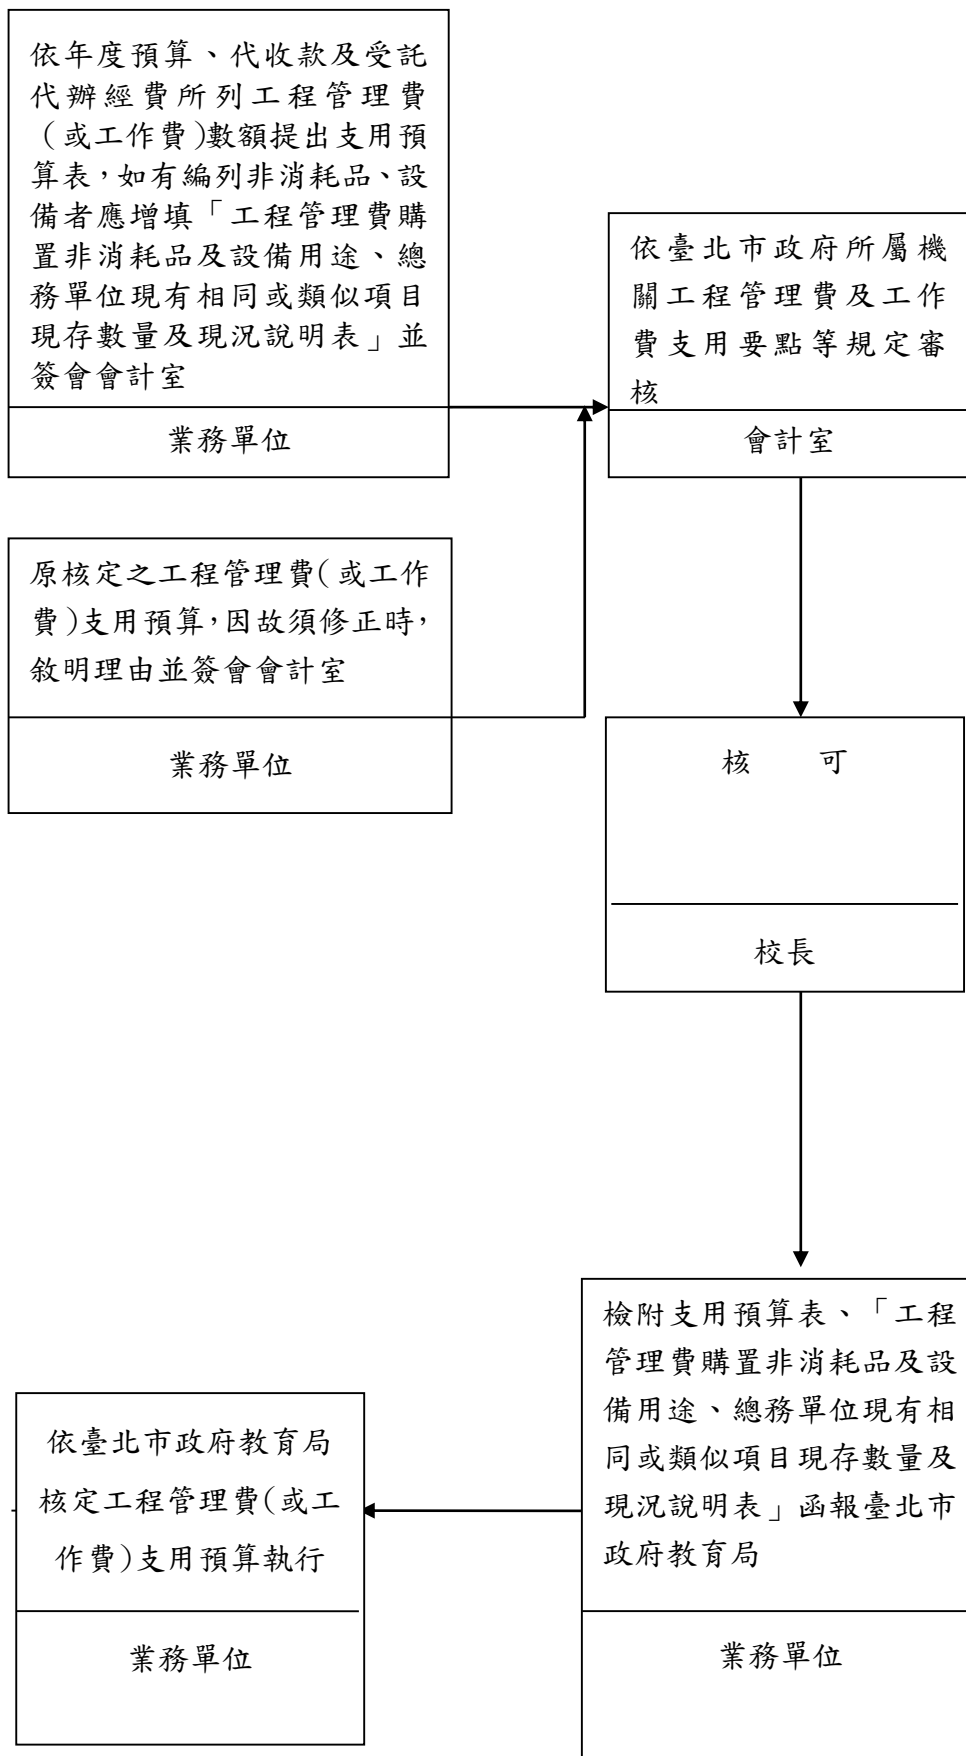 依年度預算、代收款及受託
代辦經費所列工程管理費
(或工作費)數額提出支用預
算表,如有編列非消耗品、設
備者應增填「工程管理費購
置非消耗品及設備用途、總
務單位現有相同或類似項目
現存數量及現況說明表」並
簽會會計室
業務單位
依臺北市政府所屬機
關工程管理費及工作
費支用要點等規定審
核
會計室
原核定之工程管理費(或工作
費)支用預算,因故須修正時,
敘明理由並簽會會計室
業務單位
核 可
校長
檢附支用預算表、「工程
管理費購置非消耗品及設
備用途、總務單位現有相
同或類似項目現存數量及
現況說明表」函報臺北市
政府教育局
業務單位
依臺北市政府教育局
核定工程管理費(或工
作費)支用預算執行
業務單位